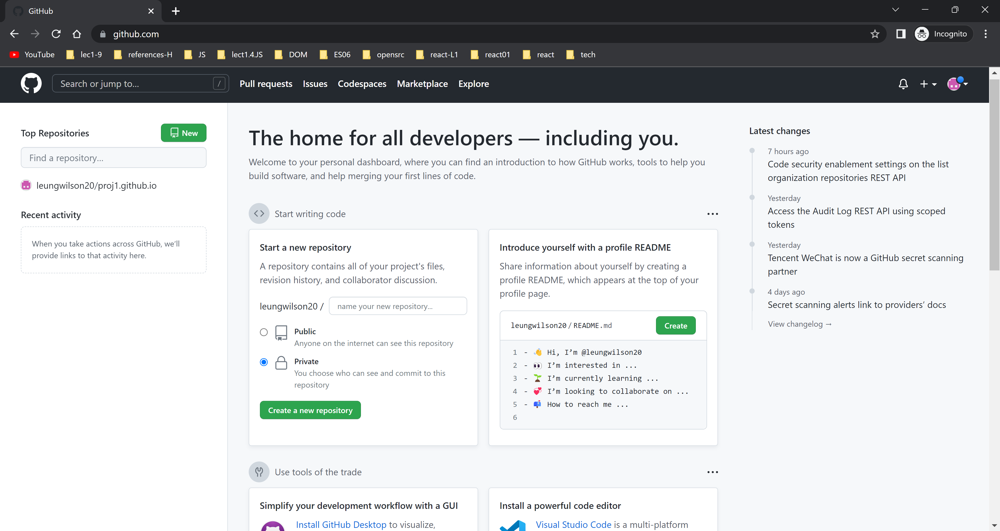 GitHub
github.com
Incognito
YouTube lec1-9 references-H JS lect1.4.JS DOM ES06 opensrc react-L1 react01 react tech
Search or jump to... /
Pull requests Issues Codespaces Marketplace Explore
Top Repositories
New
Find a repository...
leungwilson20/proj1.github.io
Recent activity
When you take actions across GitHub, we’ll
provide links to that activity here.
The home for all developers — including you.
Welcome to your personal dashboard, where you can find an introduction to how GitHub works, tools to help you
build software, and help merging your first lines of code.
Start writing code
Start a new repository
A repository contains all of your project's files,
revision history, and collaborator discussion.
leungwilson20 / name your new repository...
Public
Anyone on the internet can see this repository
Private
You choose who can see and commit to this
repository
Create a new repository
Introduce yourself with a profile README
Share information about yourself by creating a
profile README, which appears at the top of your
profile page.
leungwilson20 / README.md
Create
1 - 👋 Hi, I’m @leungwilson20
2 - 👀 I’m interested in ...
3 - 🌱 I’m currently learning ...
4 - 💞️ I’m looking to collaborate on ...
5 - 📫 How to reach me ...
6
Use tools of the trade
Simplify your development workflow with a GUI
Install GitHub Desktop to visualize,
Install a powerful code editor
Visual Studio Code is a multi-platform
Latest changes
7 hours ago
Code security enablement settings on the list
organization repositories REST API
Yesterday
Access the Audit Log REST API using scoped
tokens
Yesterday
Tencent WeChat is now a GitHub secret scanning
partner
4 days ago
Secret scanning alerts link to providers’ docs
View changelog →